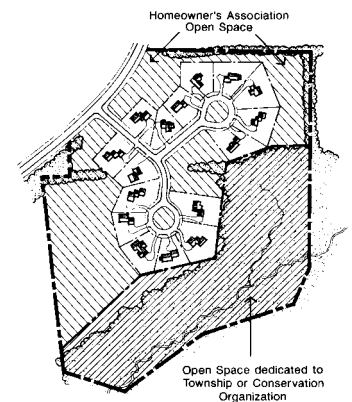 Homeowner's Association
Open Space
Open Space dedicated to
Township or Conservation
Organization